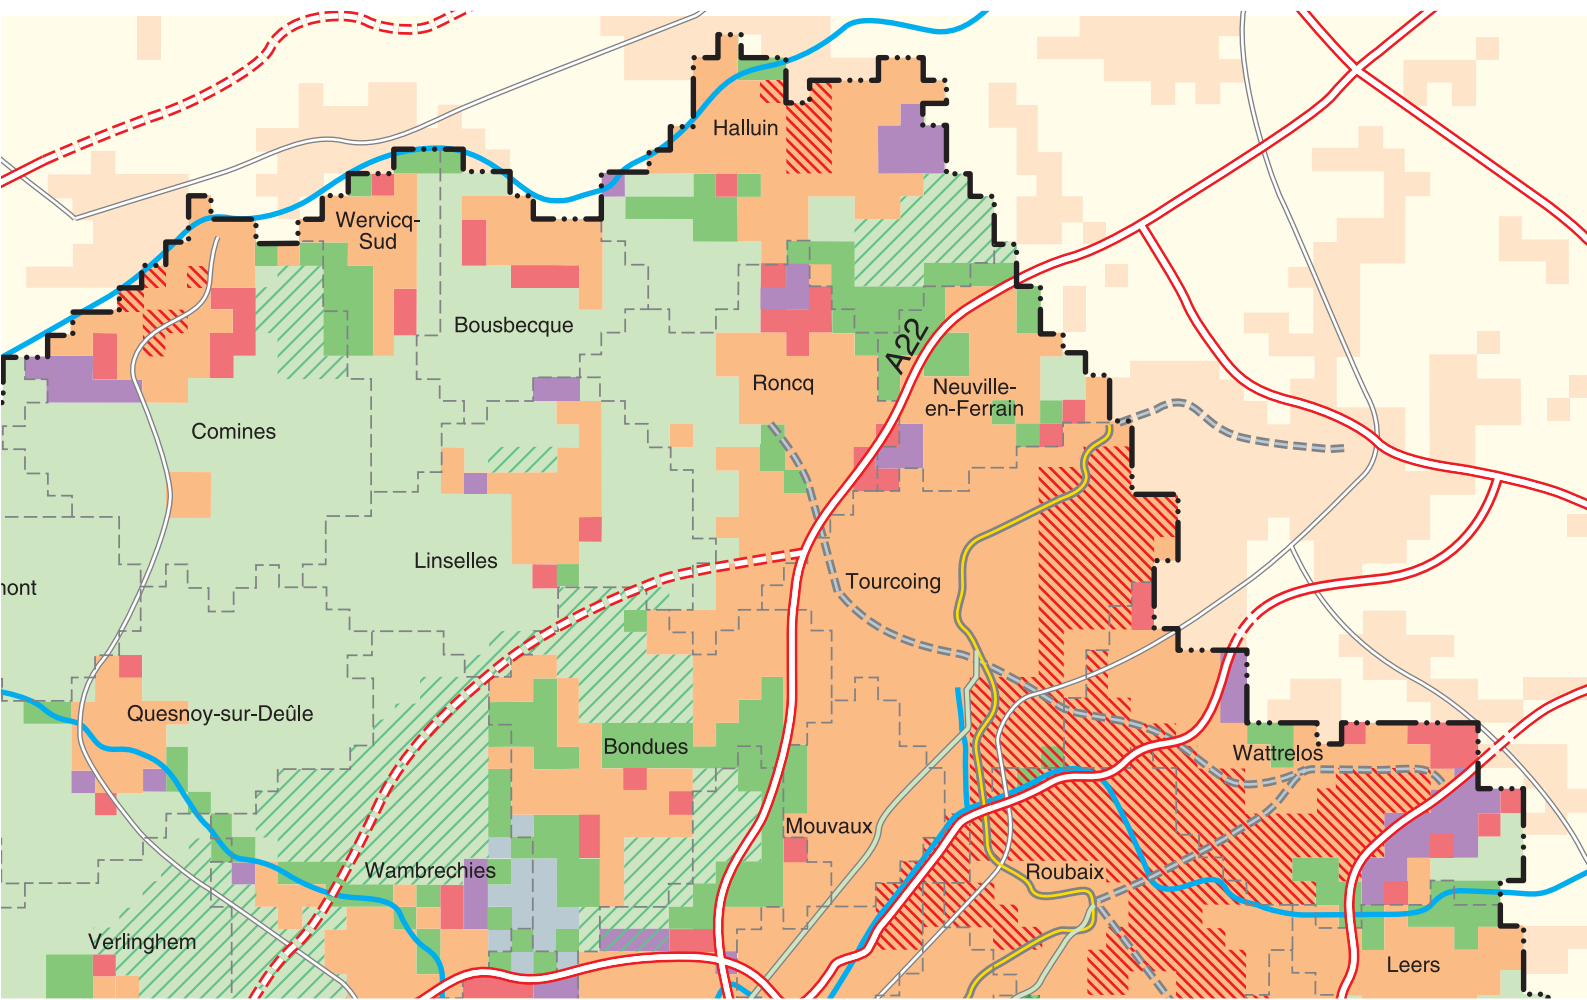 Halluin
Wervicq-
Sud
Bousbecque
A22
Roncq
Neuville-
en-Ferrain
Comines
Linselles
Tourcoing
mont
Quesnoy-sur-Deûle
Bondues
Wattrelos
Mouvaux
Wambrechies
Roubaix
Verlinghem
Leers